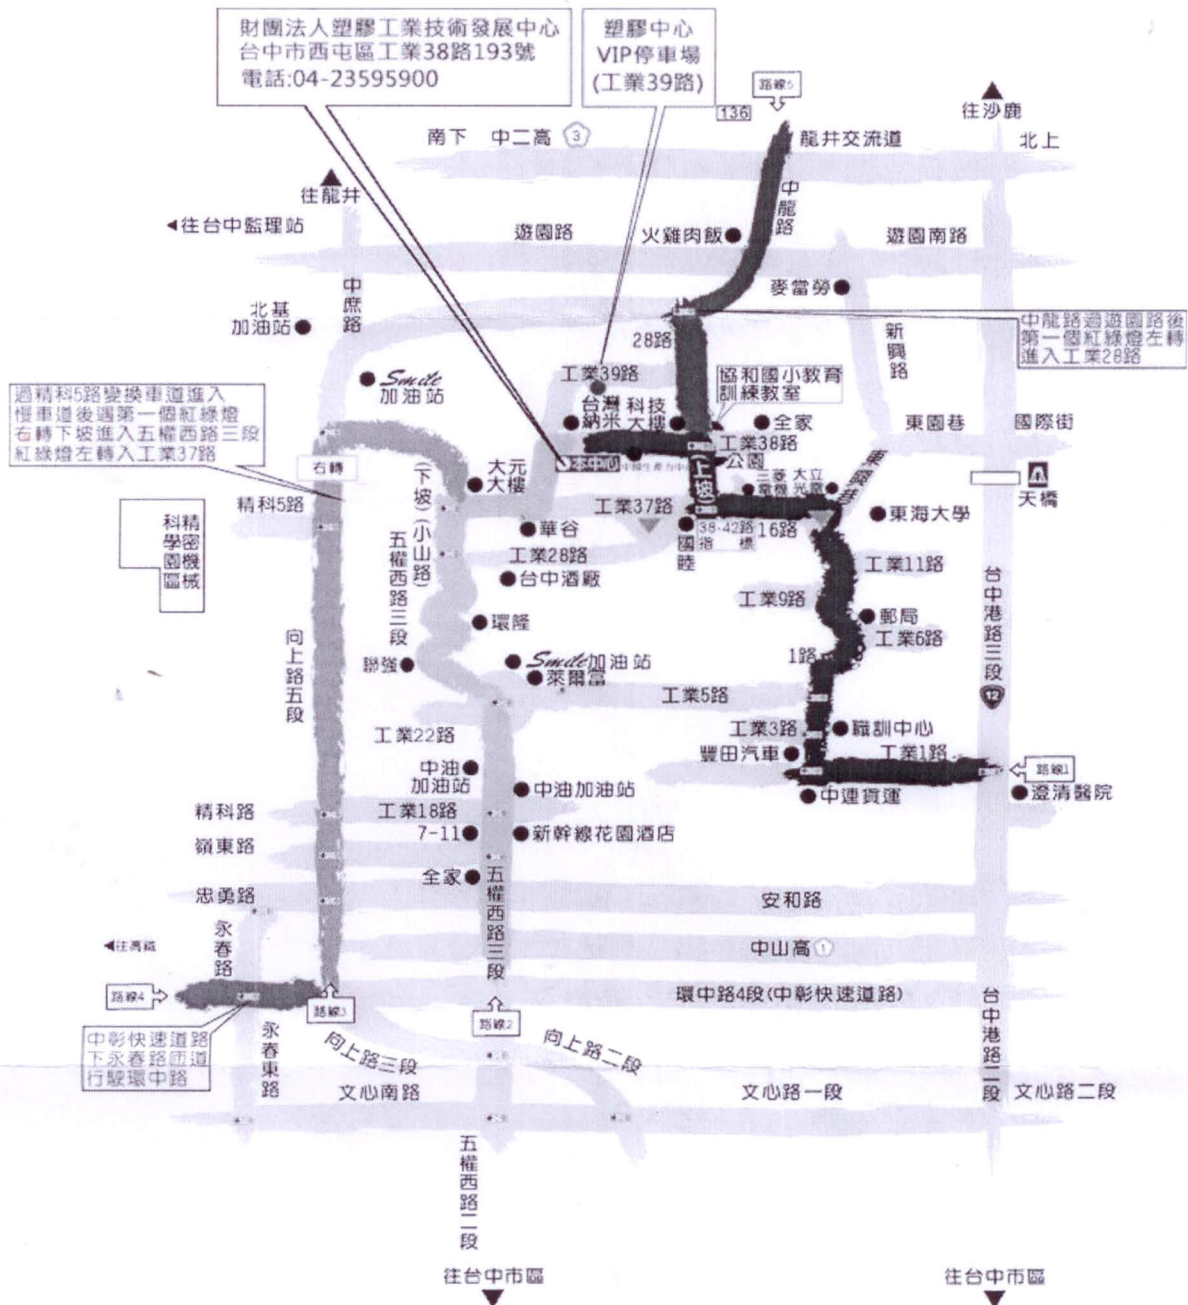 財團法人塑膠工業技術發展中心
台中市西屯區工業38路193號
電話:04-23595900
塑膠中心
VIP停車場
(工業39路)
路線5
136
往沙鹿
南下 中二高 3
龍井交流道
北上
往龍井
中龍路
往台中監理站
遊園路
火雞肉飯
遊園南路
中庶路
麥當勞
北基
加油站
28路
新興路
中龍路過遊園路後
第一個紅綠燈左轉
進入工業28路
工業39路
協和國小教育
訓練教室
Smile
加油站
過精科5路變換車道進入
慢車道後遇第一個紅綠燈
右轉下坡進入五權西路三段
紅綠燈左轉入工業37路
台灣
納米
科技
大樓
全家
東園巷
國際街
工業38路
公園
右轉
本中心
(上坡)
大元
大樓
(下坡)
三菱
電機
大立
光電
東園巷
天橋
精科5路
工業37路
(小山路)
華谷
國睦
38-42路
指標
16路
東海大學
精密機械
科學園區
工業28路
工業11路
五權西路三段
台中酒廠
工業9路
台中港路三段
郵局
環隆
工業6路
向上路五段
1路
聯強
Smile加油站
萊爾富
工業5路
12
工業22路
工業3路
職訓中心
豐田汽車
工業1路
路線1
中油
加油站
中油加油站
中連貨運
澄清醫院
精科路
工業18路
7-11
新幹線花園酒店
嶺東路
全家
五權西路三段
忠勇路
安和路
永春路
往高鐵
中山高 1
路線4
路線3
路線2
環中路4段(中彰快速道路)
台中港路二段
中彰快速道路
下永春路匝道
行駛環中路
永春東路
向上路三段
向上路二段
文心南路
文心路一段
文心路二段
五權西路二段
往台中市區
往台中市區